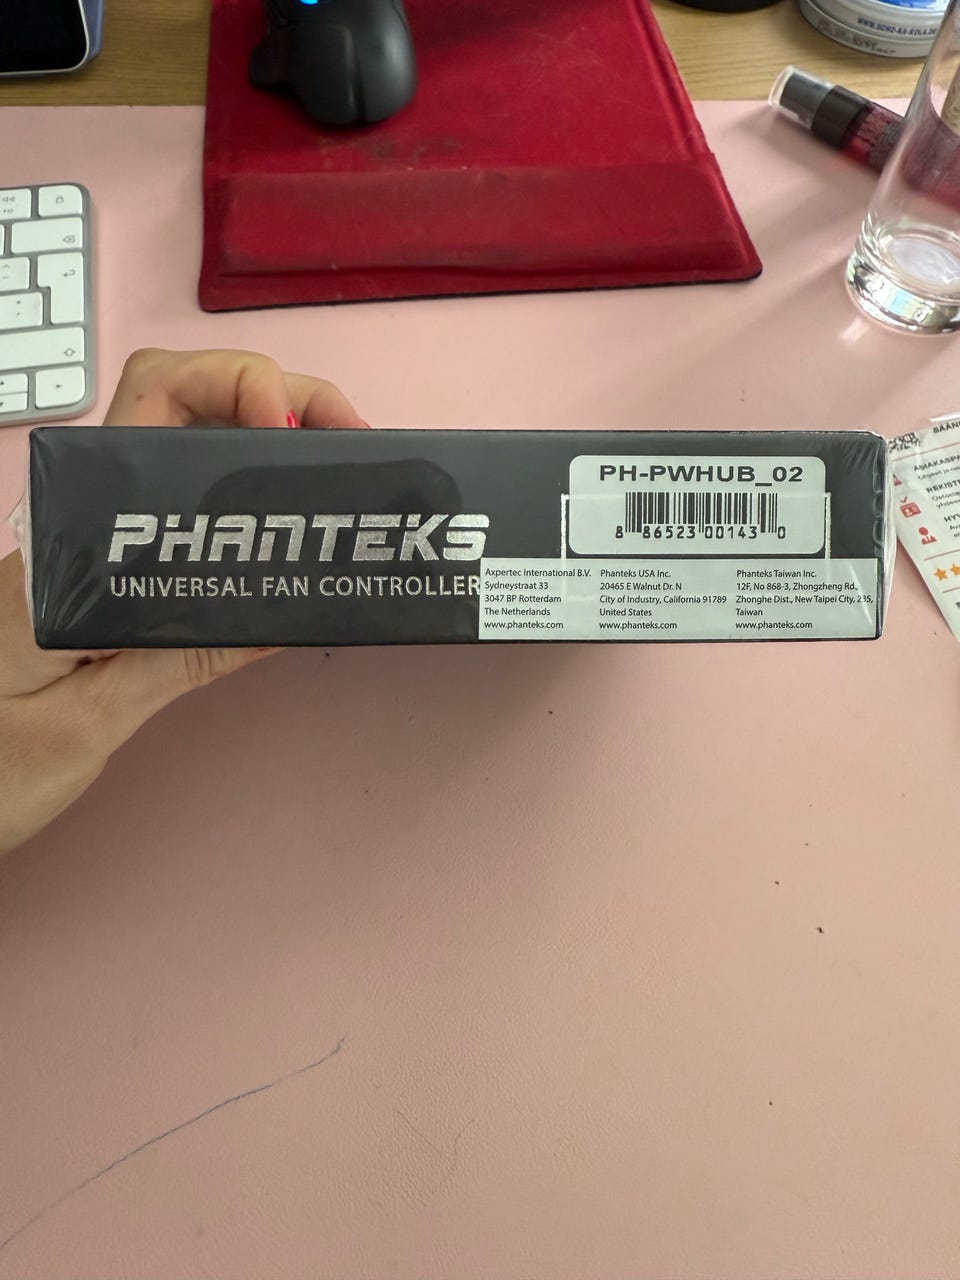 PHANTEKS
UNIVERSAL FAN CONTROLLER
PH-PWHUB_02
8 86523 00143 0
Axpertec International B.V.
Sydneystraat 33
3047 BP Rotterdam
The Netherlands
www.phanteks.com
Phanteks USA Inc.
20465 E Walnut Dr. N
City of Industry, California 91789
United States
www.phanteks.com
Phanteks Taiwan Inc.
12F, No 868-3, Zhongzheng Rd.,
Zhonghe Dist., New Taipei City, 235,
Taiwan
www.phanteks.com